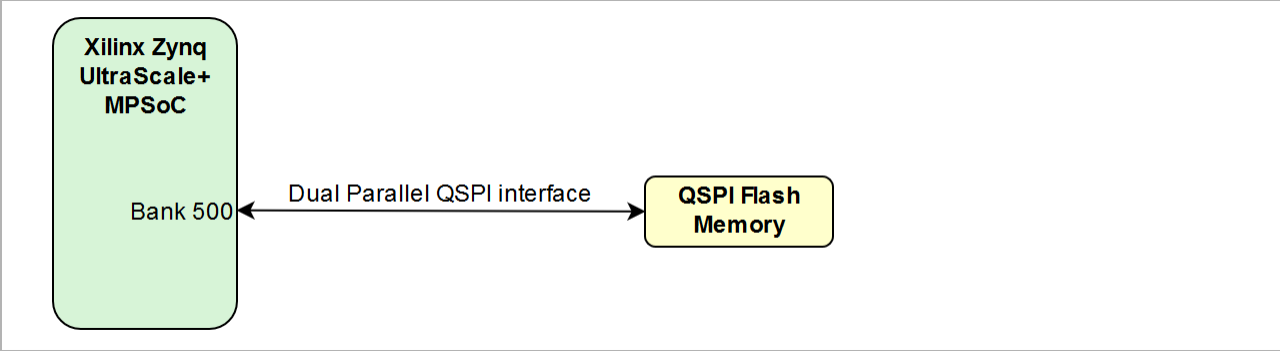 Xilinx Zynq
UltraScale+
MPSoC
Bank 500
Dual Parallel QSPI interface
QSPI Flash
Memory